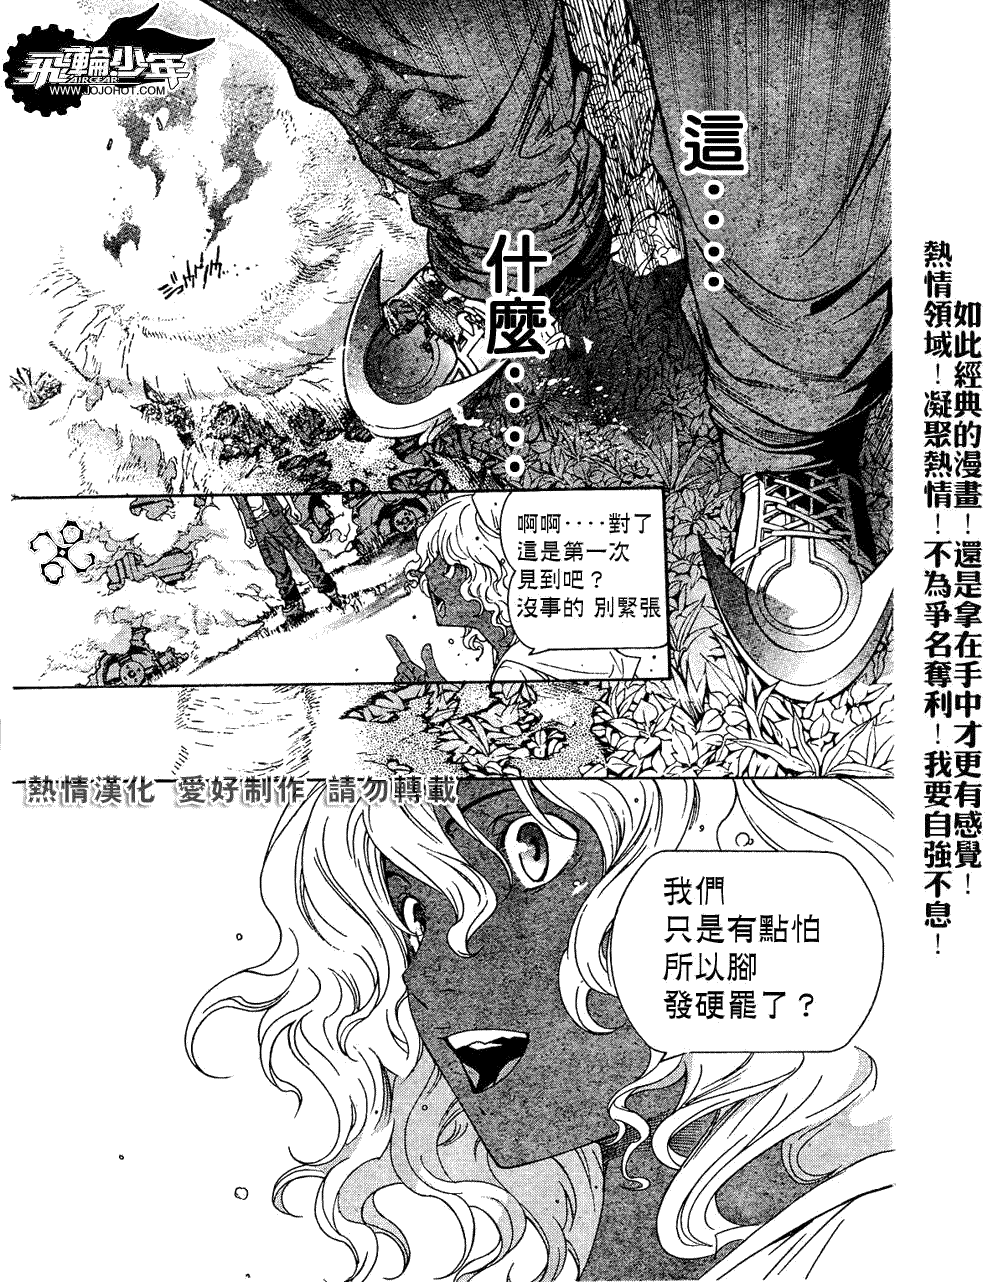 飛輪少年
AIRGEAR
WWW.JOJOHOT.COM
這‥‥
什麼‥‥
啊啊‥‥對了
這是第一次
見到吧？
沒事的 別緊張
熱情漢化 愛好制作 請勿轉載
我們
只是有點怕
所以腳
發硬罷了？
如此經典的漫畫！還是拿在手中才更有感覺！
熱情領域！凝聚熱情！不為爭名奪利！我要自強不息！